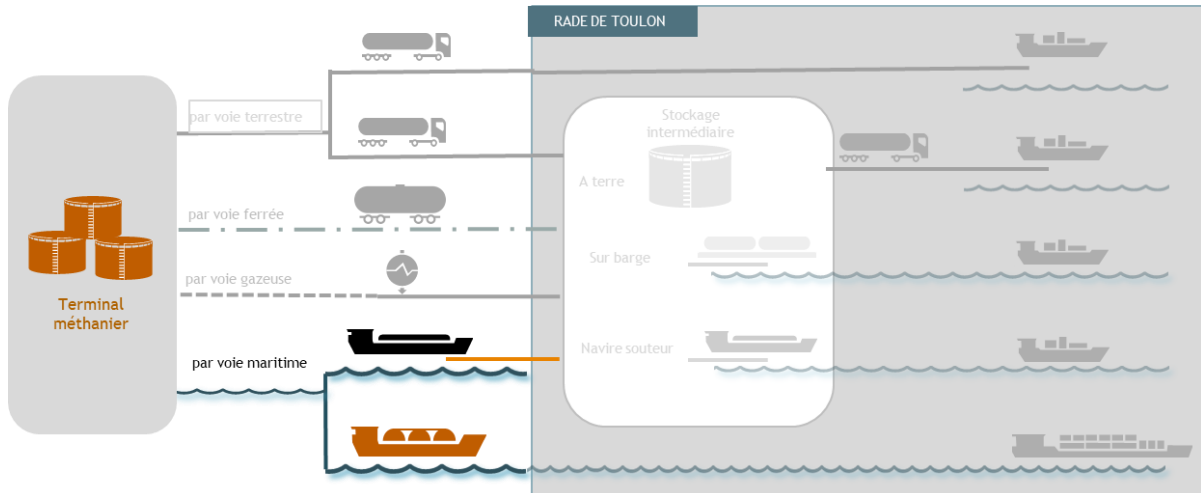 RADE DE TOULON
par voie terrestre
Stockage
intermédiaire
A terre
par voie ferrée
Sur barge
par voie gazeuse
Terminal
méthanier
Navire souteur
par voie maritime